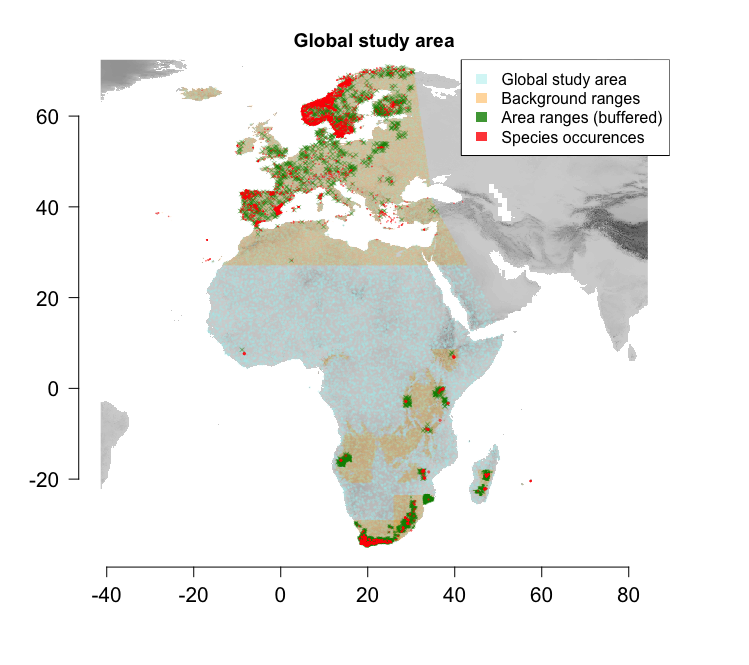 Global study area
Global study area
Background ranges
Area ranges (buffered)
Species occurences
60
40
20
0
-20
-40
-20
0
20
40
60
80